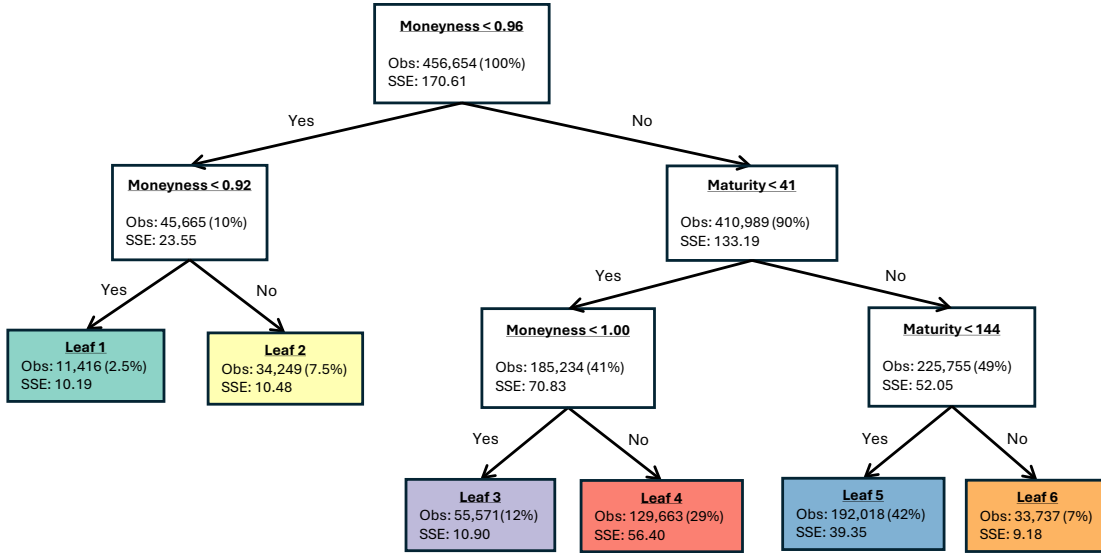 Moneyness < 0.96
Obs: 456,654 (100%)
SSE: 170.61
Yes
No
Moneyness < 0.92
Obs: 45,665 (10%)
SSE: 23.55
Maturity < 41
Obs: 410,989 (90%)
SSE: 133.19
Yes
No
Yes
No
Leaf 1
Obs: 11,416 (2.5%)
SSE: 10.19
Leaf 2
Obs: 34,249 (7.5%)
SSE: 10.48
Moneyness < 1.00
Obs: 185,234 (41%)
SSE: 70.83
Maturity < 144
Obs: 225,755 (49%)
SSE: 52.05
Yes
No
Yes
No
Leaf 3
Obs: 55,571 (12%)
SSE: 10.90
Leaf 4
Obs: 129,663 (29%)
SSE: 56.40
Leaf 5
Obs: 192,018 (42%)
SSE: 39.35
Leaf 6
Obs: 33,737 (7%)
SSE: 9.18